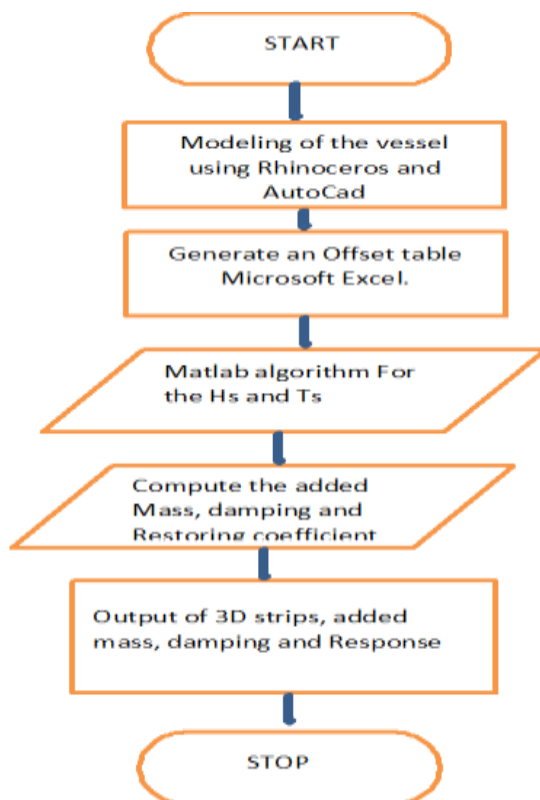 START
Modeling of the vessel
using Rhinoceros and
AutoCad
Generate an Offset table
Microsoft Excel.
Matlab algorithm For
the Hs and Ts
Compute the added
Mass, damping and
Restoring coefficient
Output of 3D strips, added
mass, damping and Response
STOP